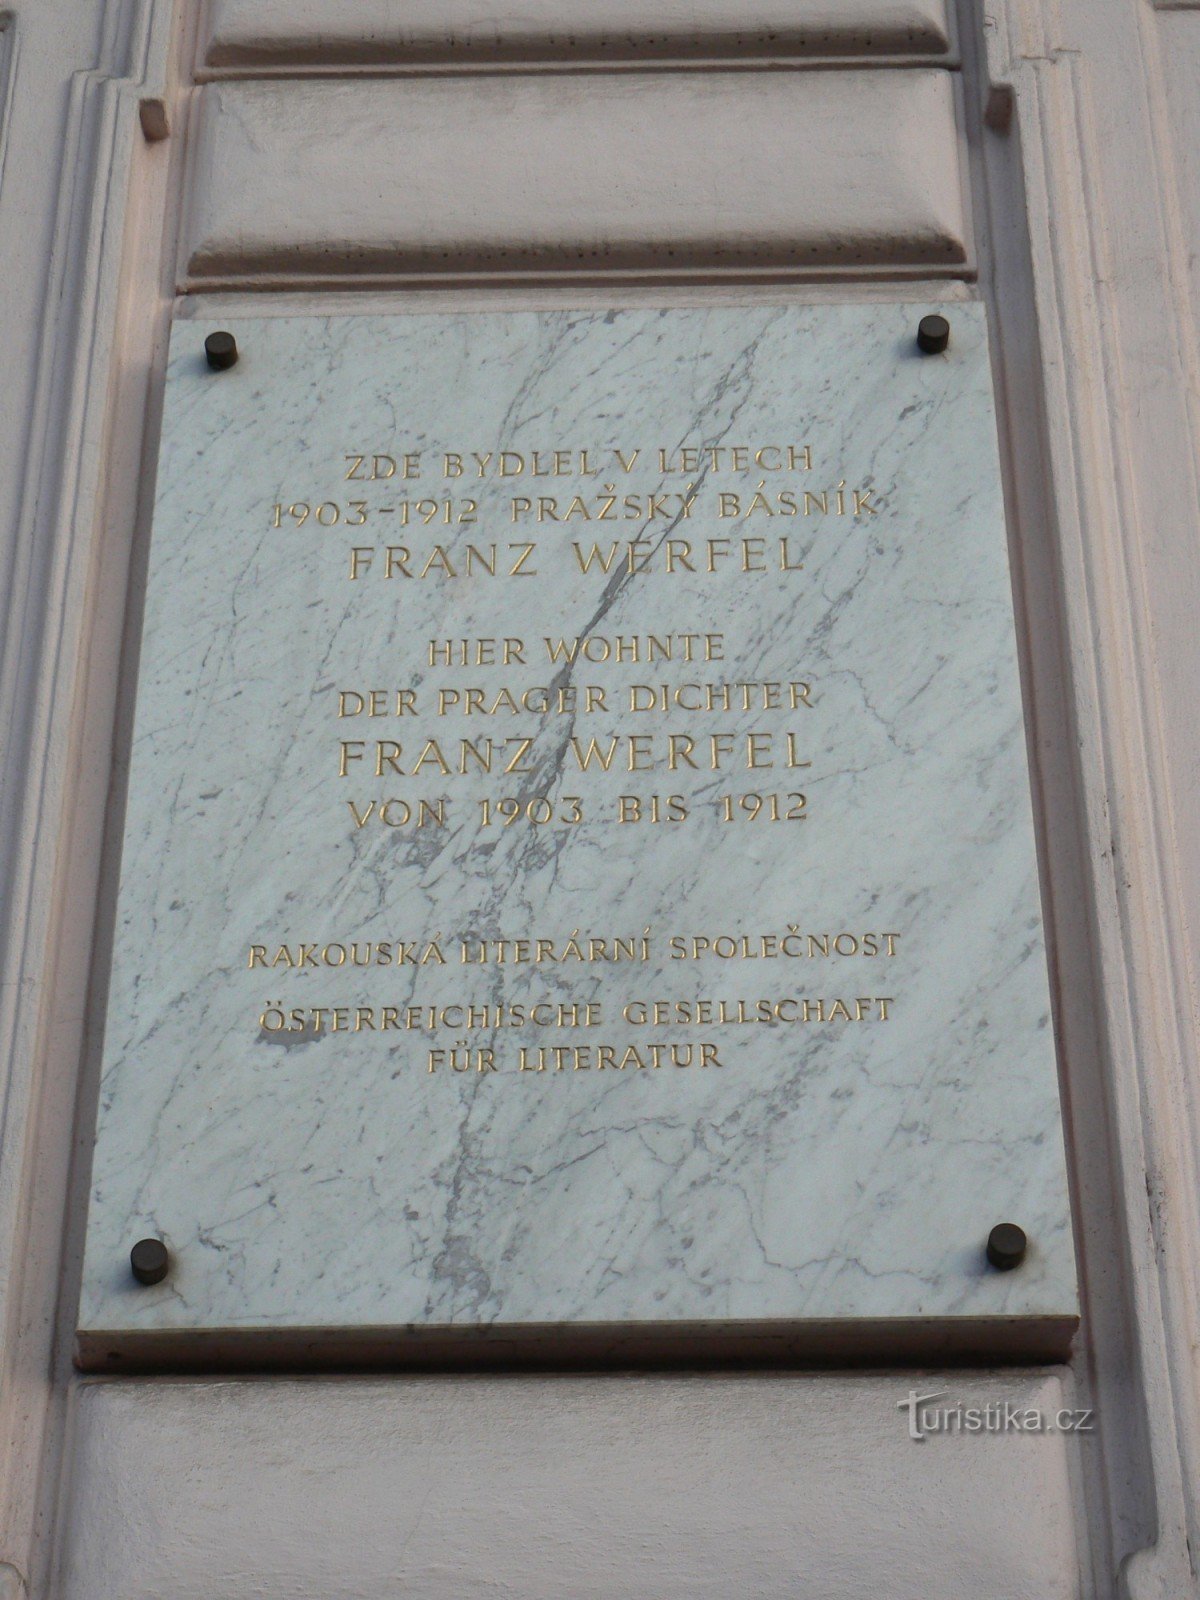 ZDE BYDLEL V LETECH
1903-1912 PRAŽSKÝ BÁSNÍK
FRANZ WERFEL
HIER WOHNTE
DER PRAGER DICHTER
FRANZ WERFEL
VON 1903 BIS 1912
RAKOUSKÁ LITERÁRNÍ SPOLEČNOST
ÖSTERREICHISCHE GESELLSCHAFT
FÜR LITERATUR
Turistika.cz